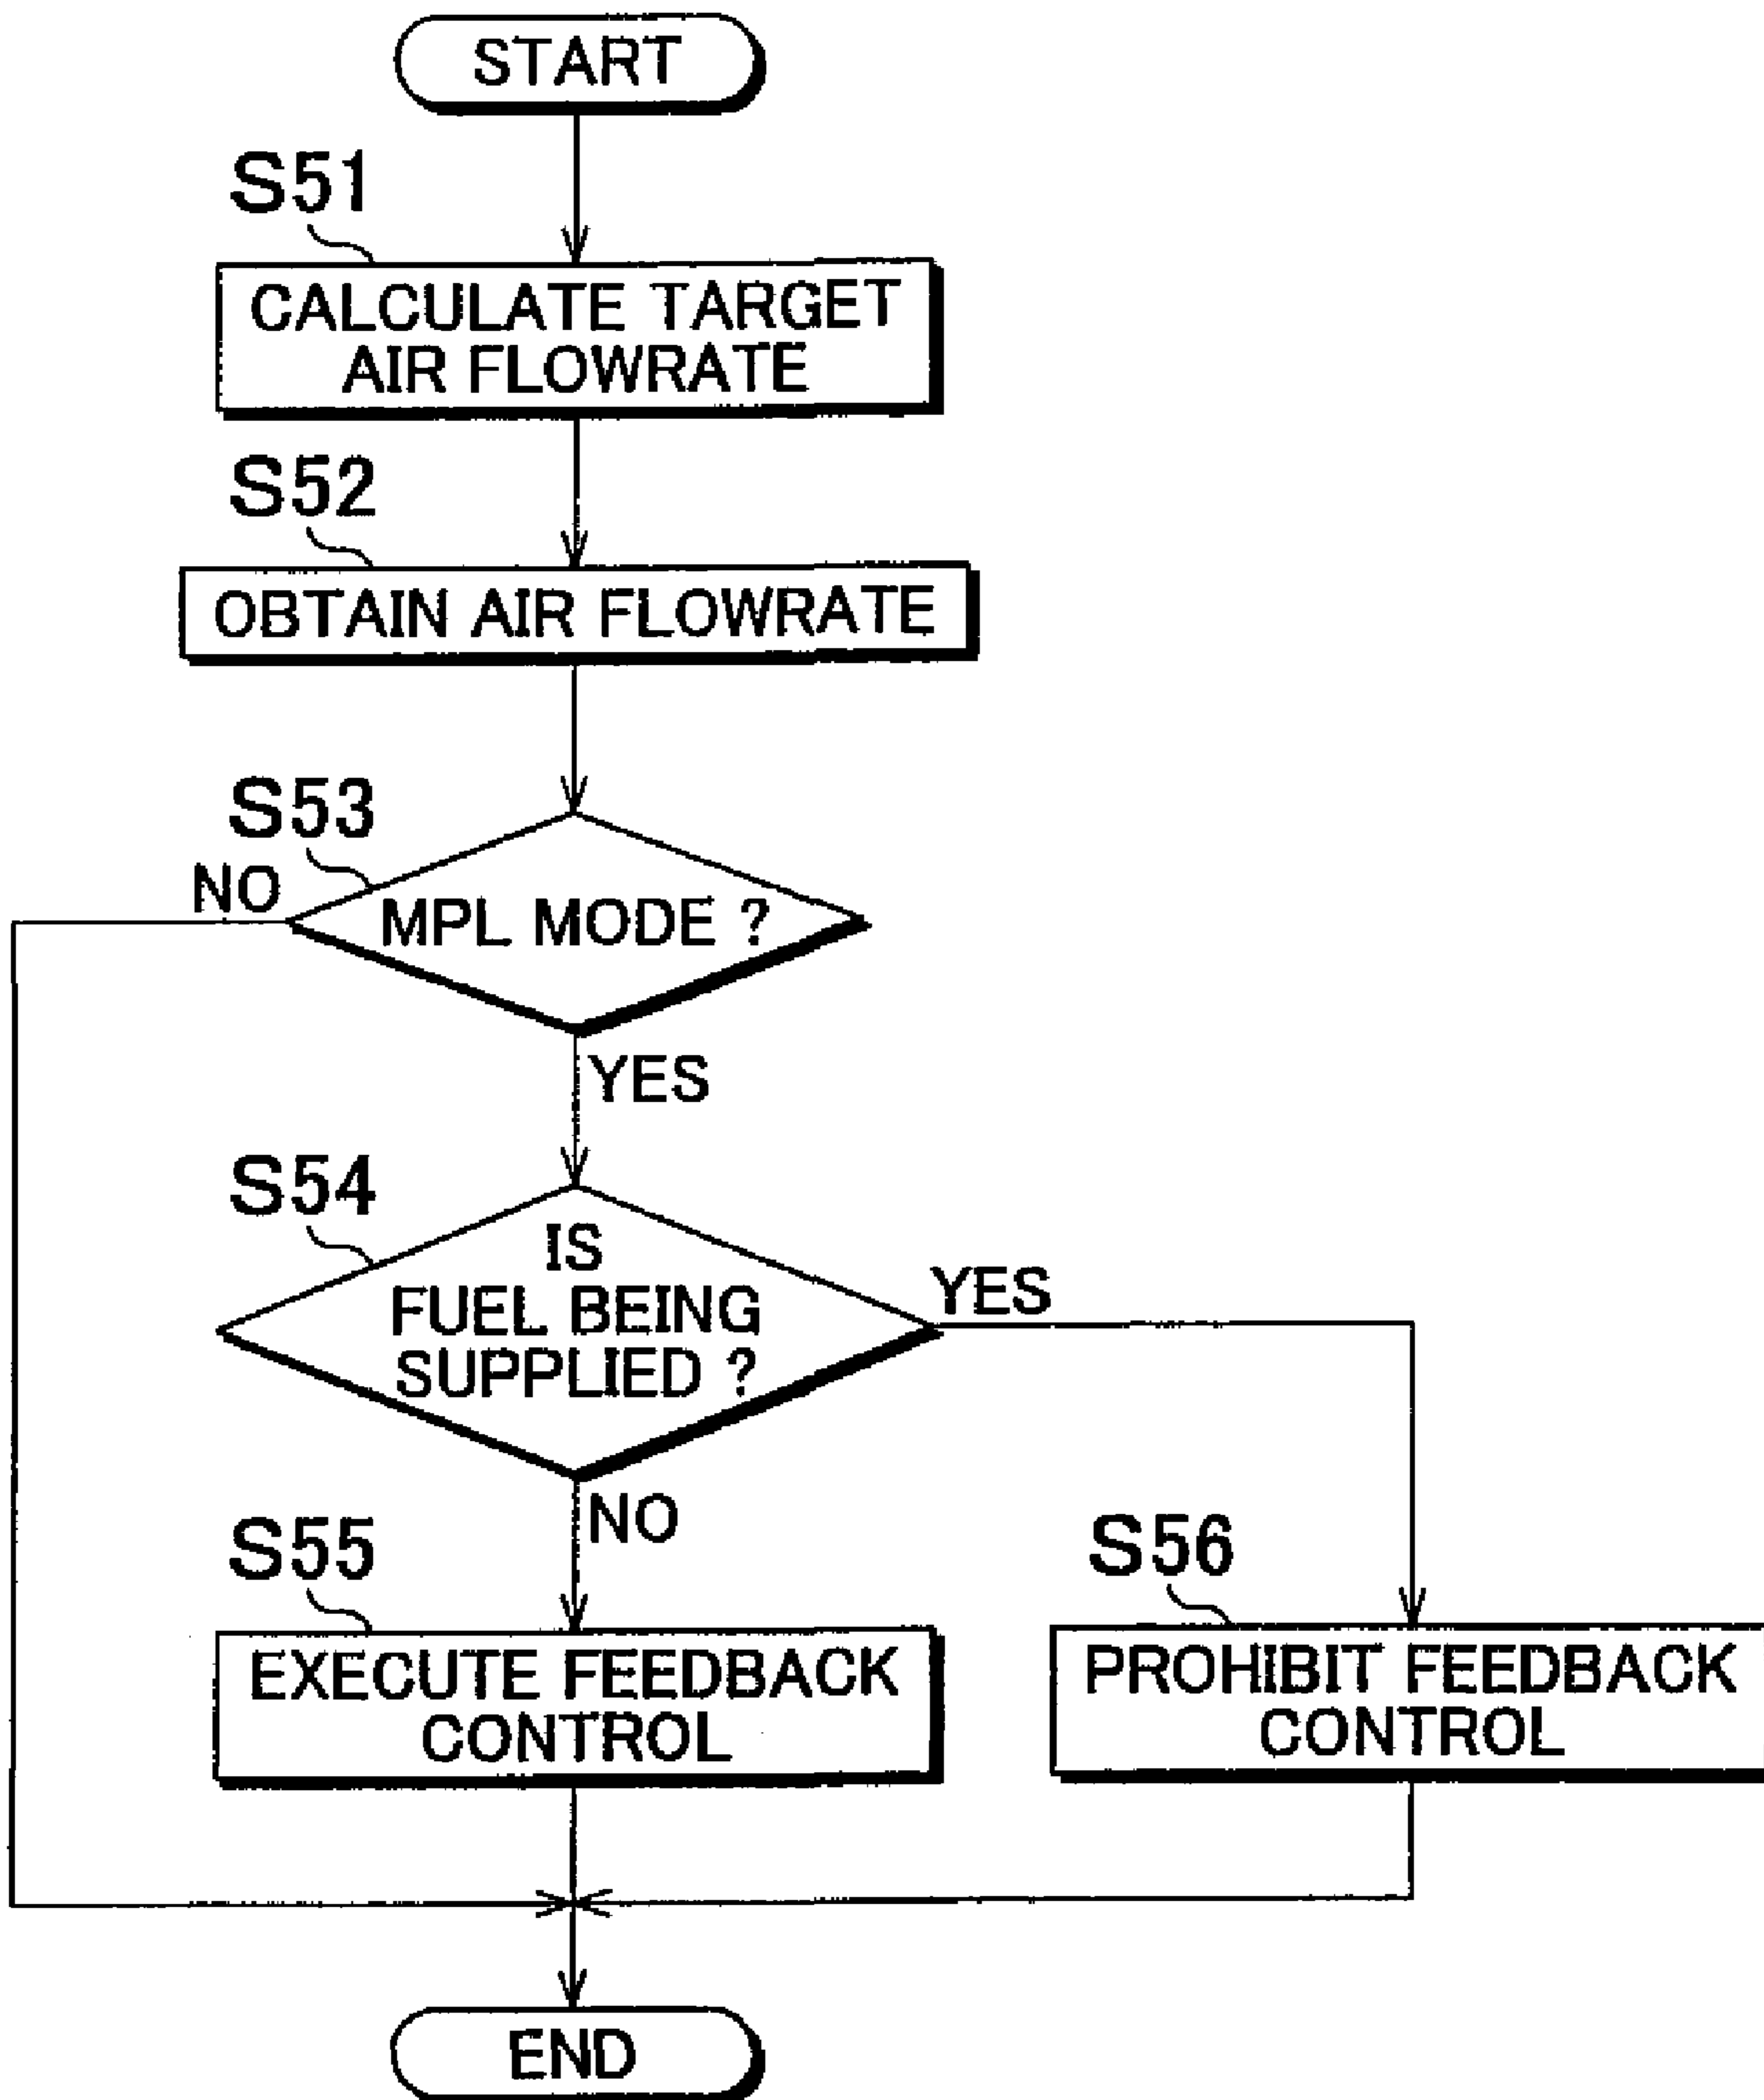 START
S51
CALCULATE TARGET
AIR FLOWRATE
S52
OBTAIN AIR FLOWRATE
S53
NO
MPL MODE ?
YES
S54
IS
FUEL BEING
SUPPLIED ?
YES
NO
S55
EXECUTE FEEDBACK
CONTROL
S56
PROHIBIT FEEDBACK
CONTROL
END